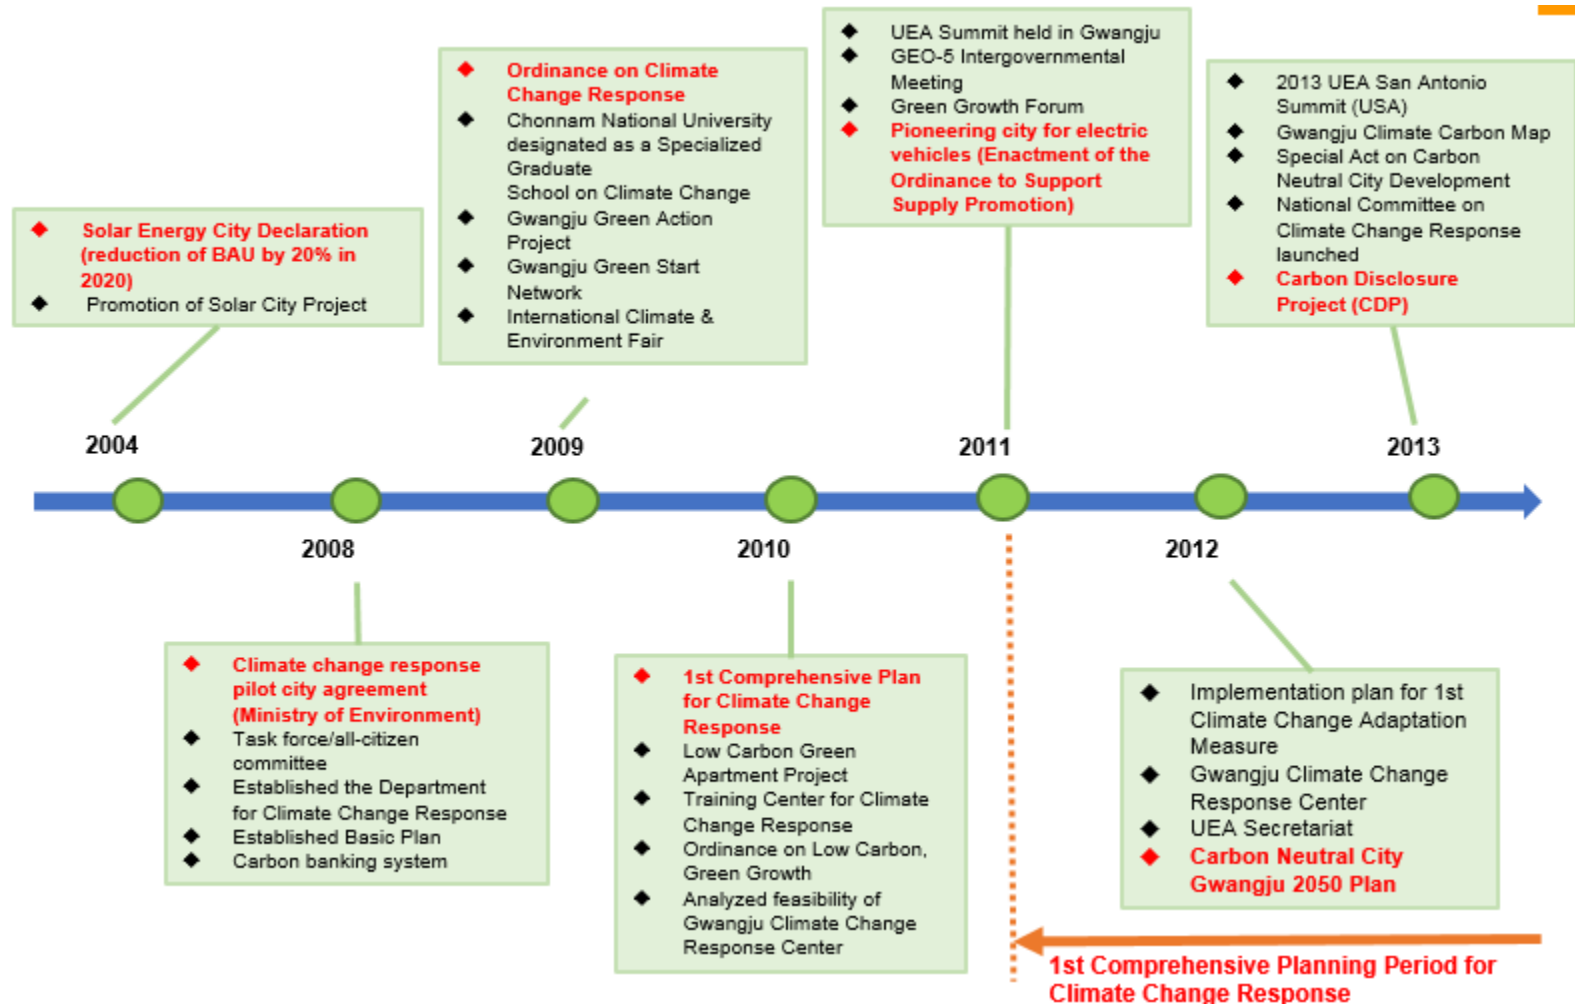 Solar Energy City Declaration
(reduction of BAU by 20% in
2020)
Promotion of Solar City Project
2004
Climate change response
pilot city agreement
(Ministry of Environment)
Task force/all-citizen
committee
Established the Department
for Climate Change Response
Established Basic Plan
Carbon banking system
2008
Ordinance on Climate
Change Response
Chonnam National University
designated as a Specialized
Graduate
School on Climate Change
Gwangju Green Action
Project
Gwangju Green Start
Network
International Climate &
Environment Fair
2009
1st Comprehensive Plan
for Climate Change
Response
Low Carbon Green
Apartment Project
Training Center for Climate
Change Response
Ordinance on Low Carbon,
Green Growth
Analyzed feasibility of
Gwangju Climate Change
Response Center
2010
UEA Summit held in Gwangju
GEO-5 Intergovernmental
Meeting
Green Growth Forum
Pioneering city for electric
vehicles (Enactment of the
Ordinance to Support
Supply Promotion)
2011
Implementation plan for 1st
Climate Change Adaptation
Measure
Gwangju Climate Change
Response Center
UEA Secretariat
Carbon Neutral City
Gwangju 2050 Plan
2012
2013 UEA San Antonio
Summit (USA)
Gwangju Climate Carbon Map
Special Act on Carbon
Neutral City Development
National Committee on
Climate Change Response
launched
Carbon Disclosure
Project (CDP)
2013
1st Comprehensive Planning Period for
Climate Change Response